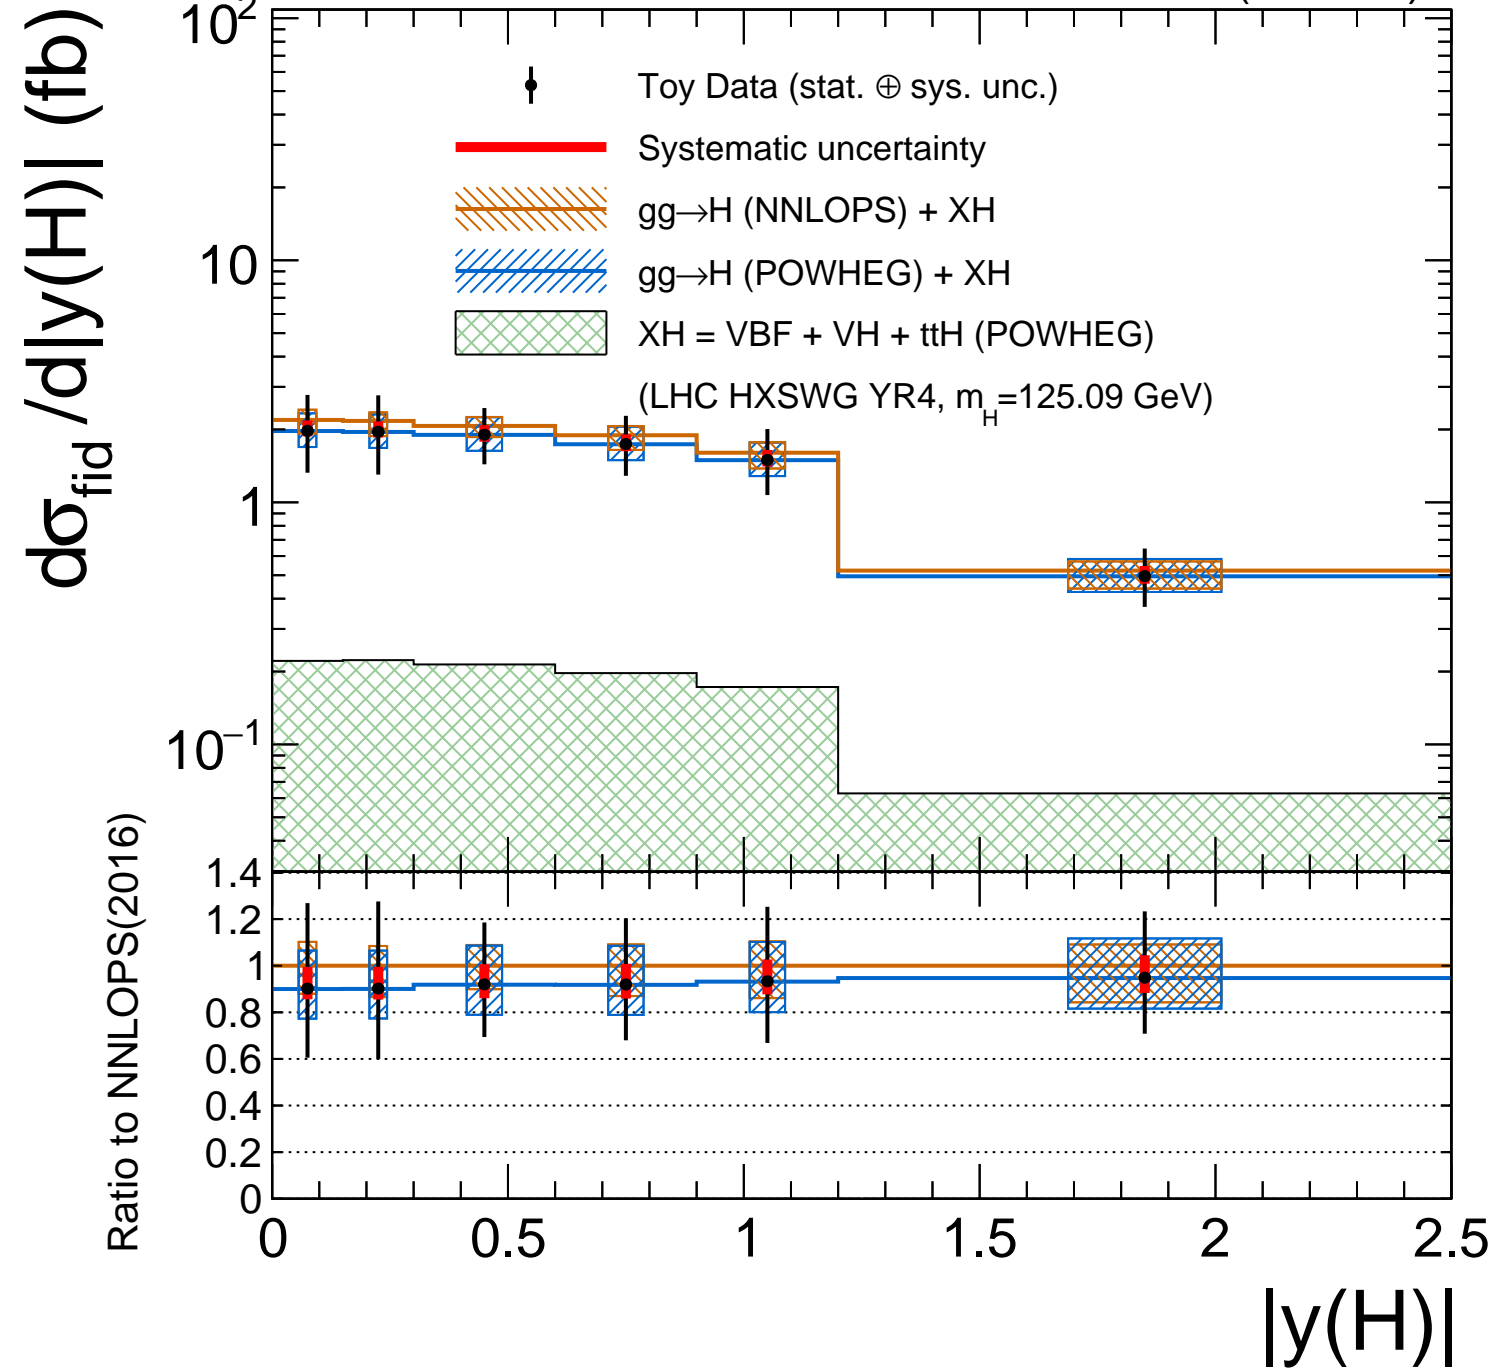 10²
10
1
10⁻¹
dσ_fid/d|y(H)| (fb)
Toy Data (stat. ⊕ sys. unc.)
Systematic uncertainty
gg→H (NNLOPS) + XH
gg→H (POWHEG) + XH
XH = VBF + VH + ttH (POWHEG)
(LHC HXSWG YR4, m_H=125.09 GeV)
Ratio to NNLOPS(2016)
1.4
1.2
1
0.8
0.6
0.4
0.2
0
0 0.5 1 1.5 2 2.5
|y(H)|